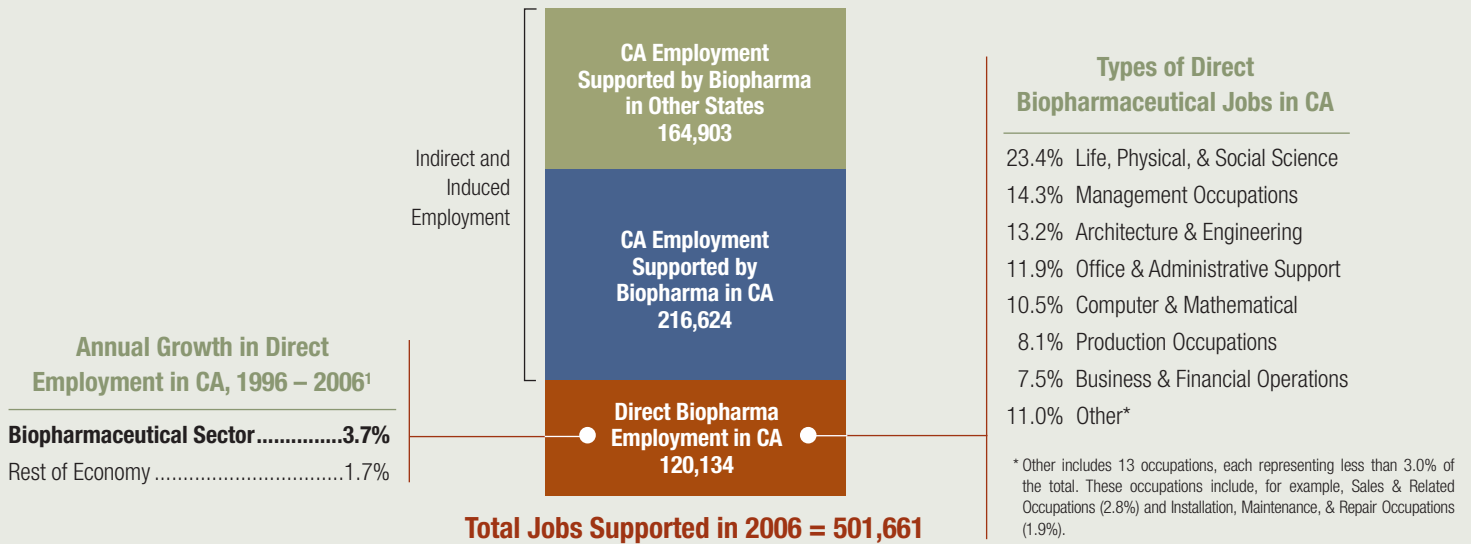 CA Employment
Supported by Biopharma
in Other States
164,903
Indirect and
Induced
Employment
CA Employment
Supported by
Biopharma in CA
216,624
Direct Biopharma
Employment in CA
120,134
Total Jobs Supported in 2006 = 501,661
Annual Growth in Direct
Employment in CA, 1996 – 2006¹
Biopharmaceutical Sector...............3.7%
Rest of Economy ..................................1.7%
Types of Direct
Biopharmaceutical Jobs in CA
23.4% Life, Physical, & Social Science
14.3% Management Occupations
13.2% Architecture & Engineering
11.9% Office & Administrative Support
10.5% Computer & Mathematical
8.1% Production Occupations
7.5% Business & Financial Operations
11.0% Other*
* Other includes 13 occupations, each representing less than 3.0% of
the total. These occupations include, for example, Sales & Related
Occupations (2.8%) and Installation, Maintenance, & Repair Occupations
(1.9%).